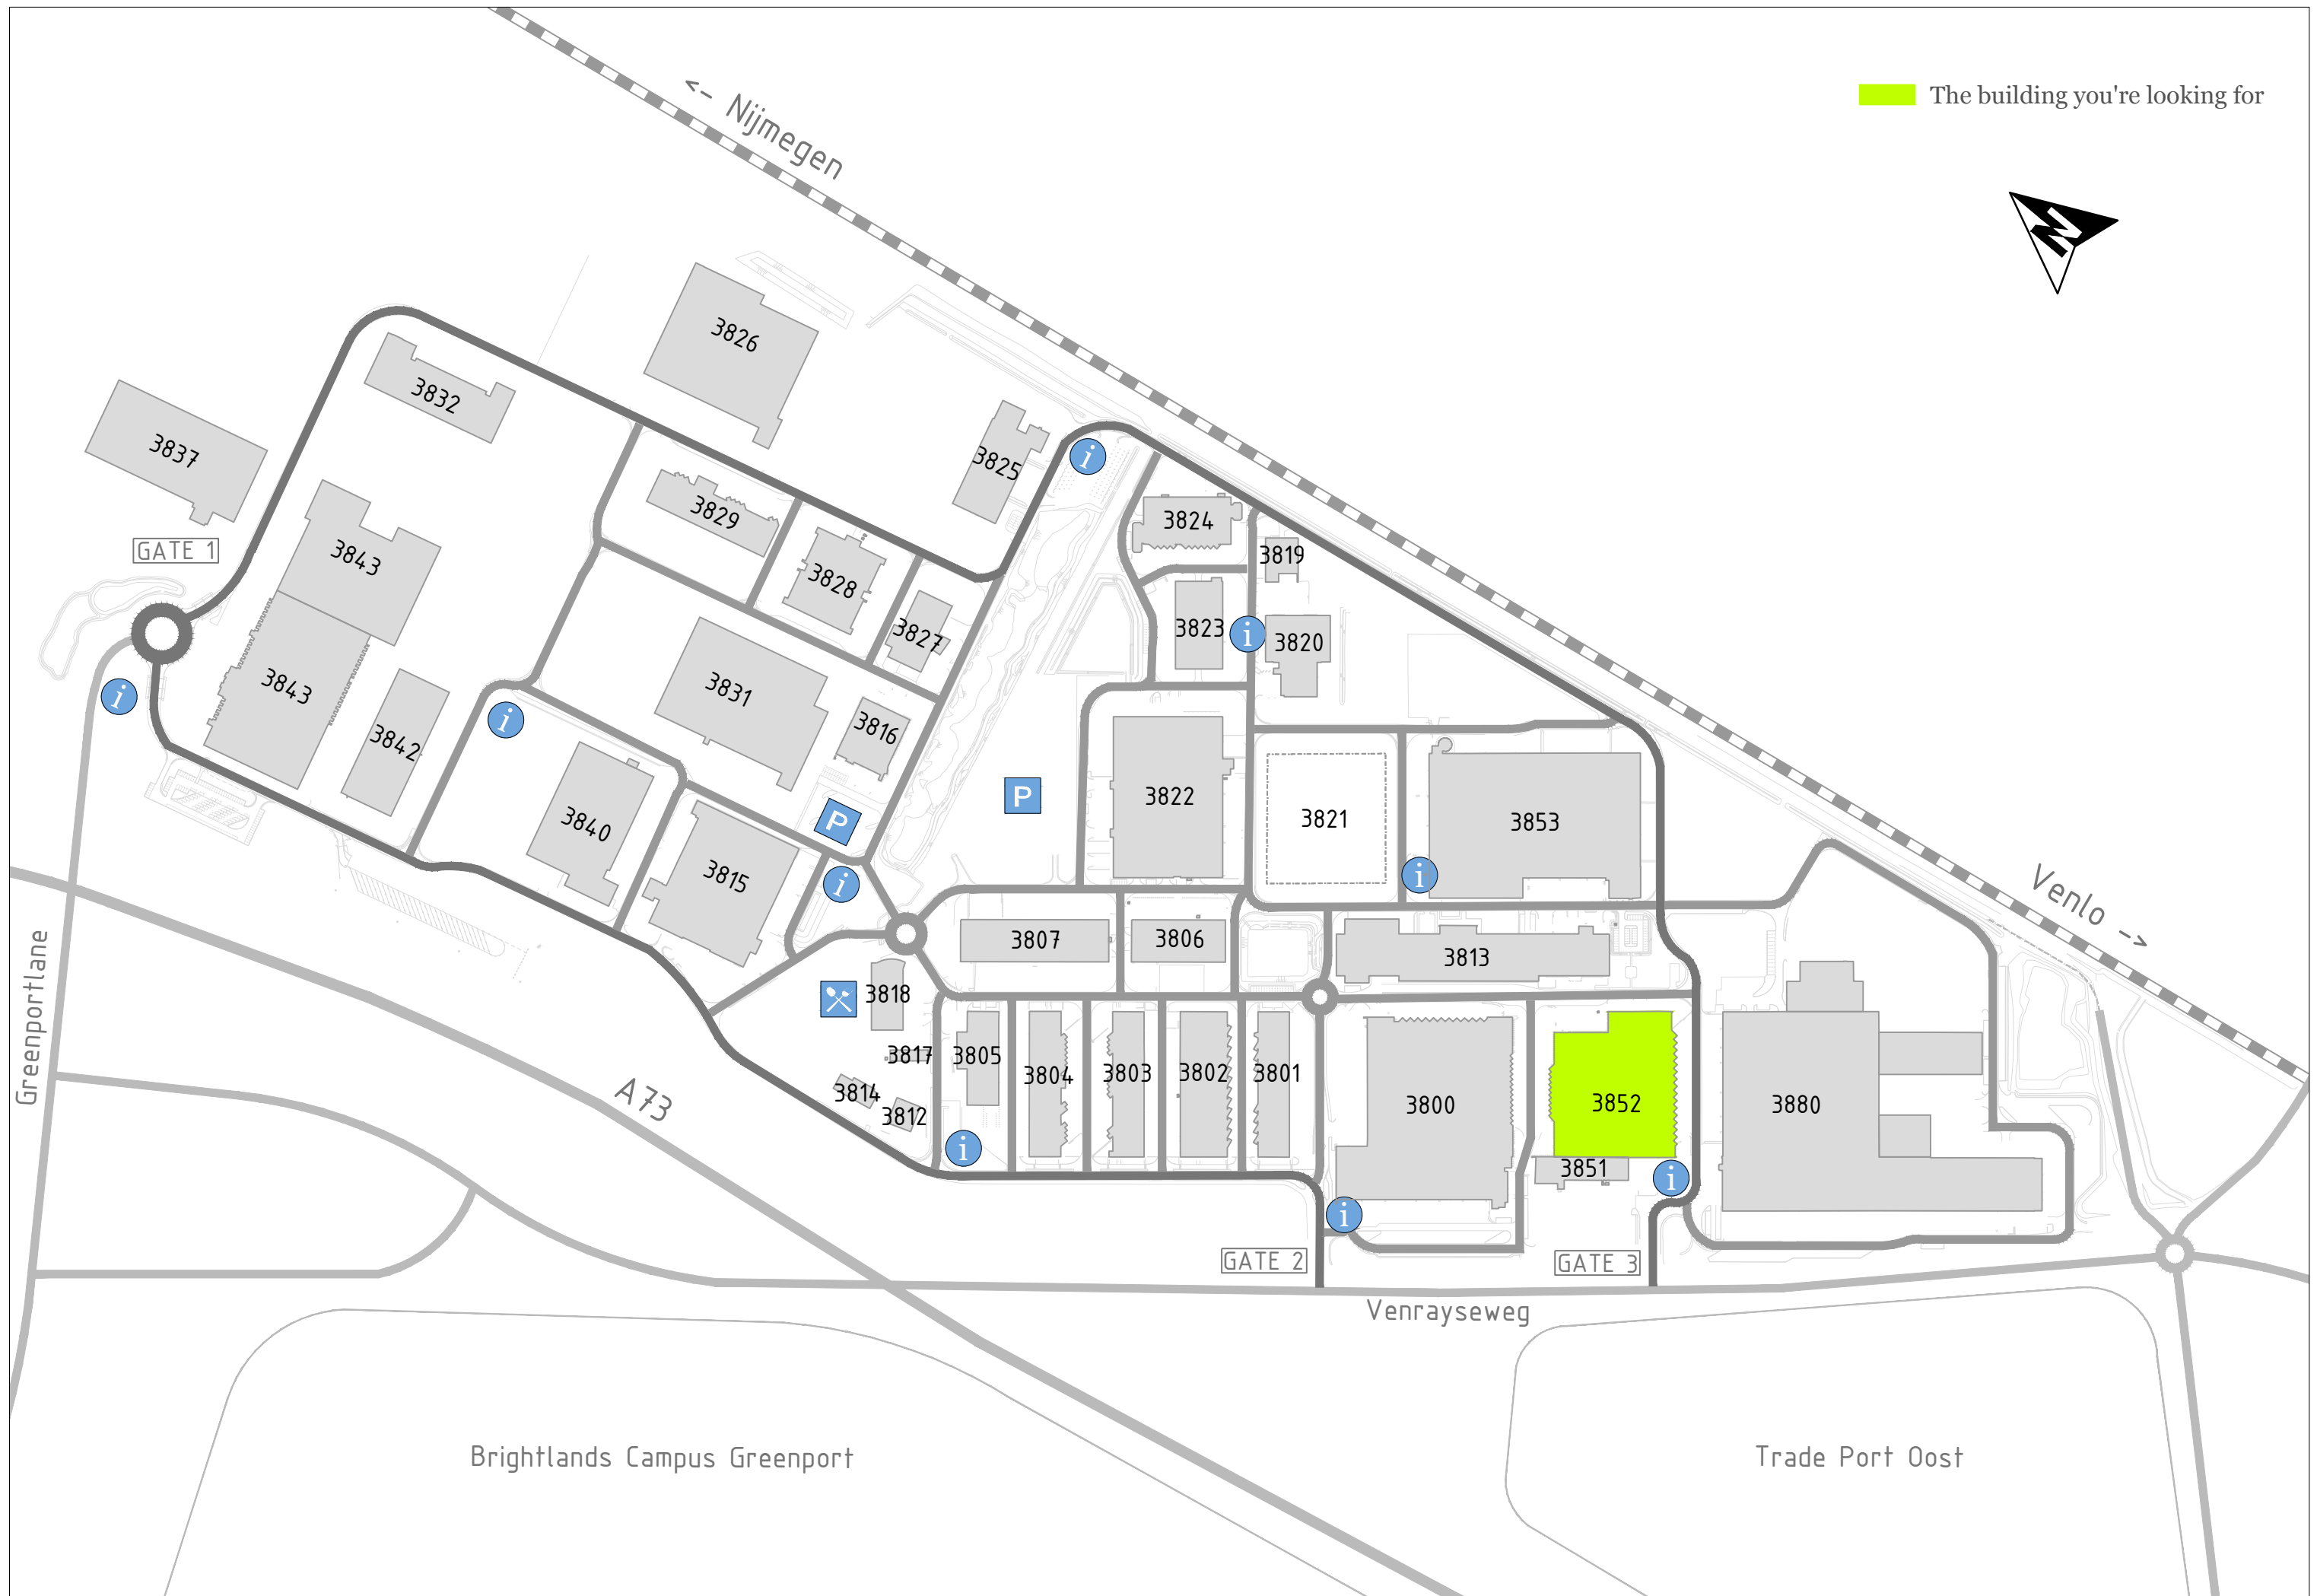 <- Nijmegen
The building you're looking for
N
3826
3832
3837
3825
3829
3824
GATE 1
3843
3819
3828
3823
3827
3820
i
3843
3831
3816
3842
i
i
i
i
P
3822
3821
3853
3840
P
3815
i
i
Venlo ->
Greenportlane
3807
3806
3813
3818
3817
3805
3804
3803
3802
3801
3800
3852
3880
3814
3812
A73
i
3851
i
i
GATE 2
GATE 3
Venrayseweg
Brightlands Campus Greenport
Trade Port Oost